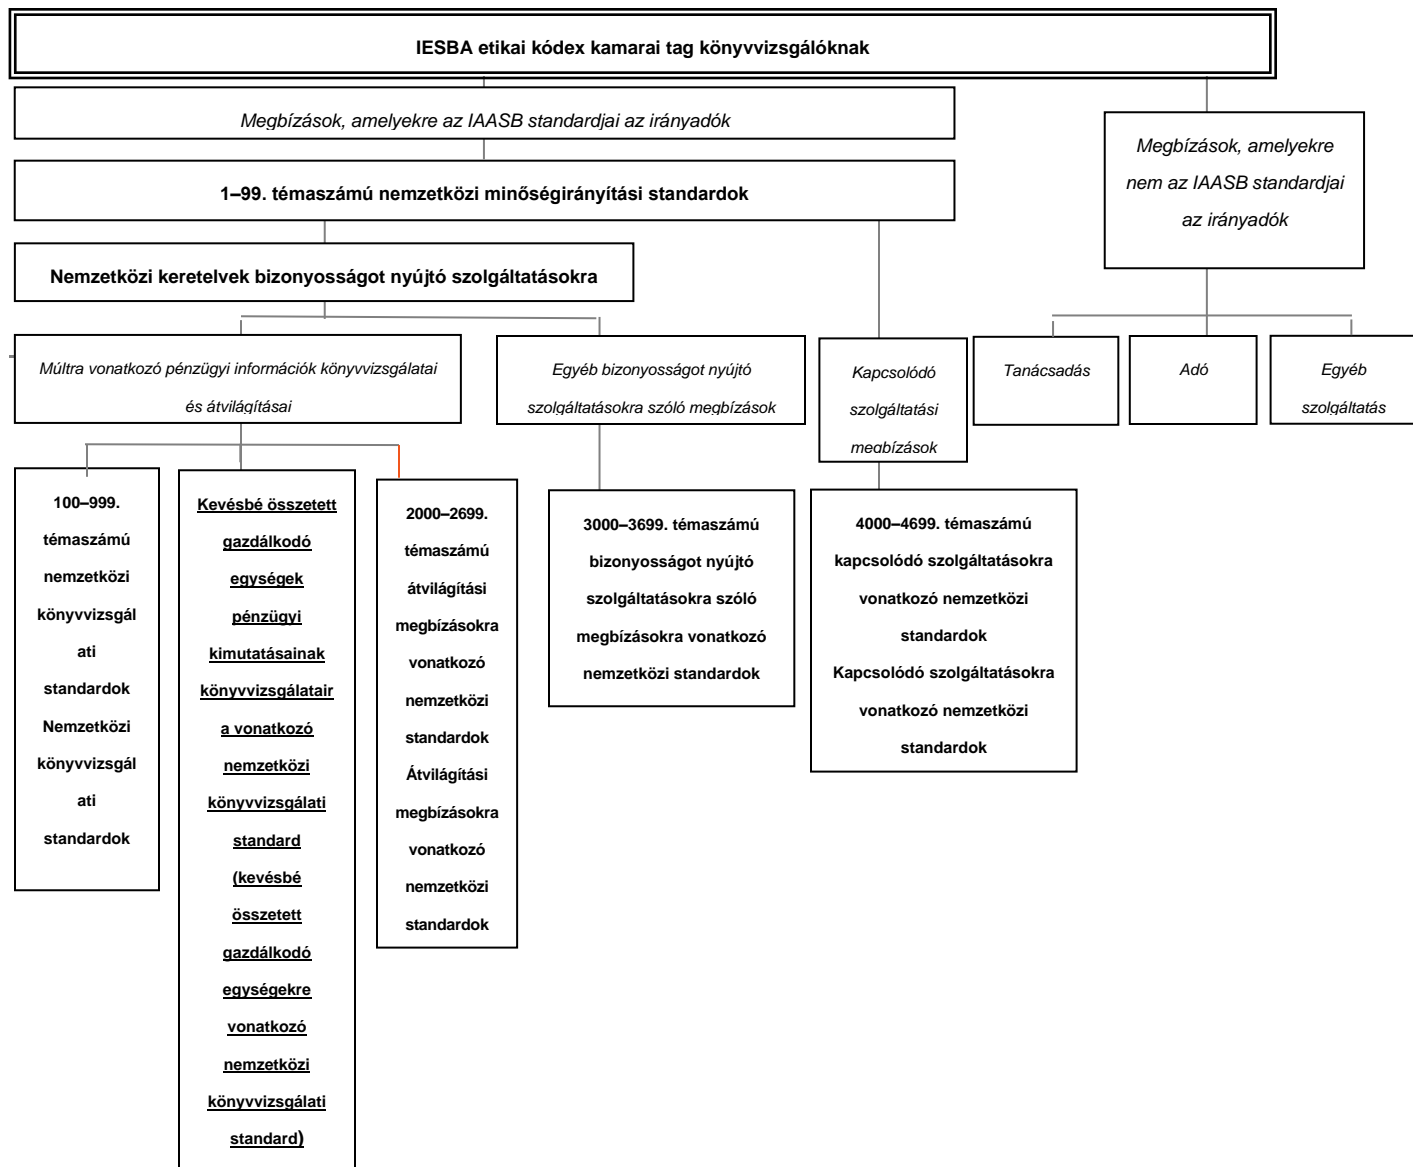 IESBA etikai kódex kamarai tag könyvvizsgálóknak
Megbízások, amelyekre az IAASB standardjai az irányadók
Megbízások, amelyekre
nem az IAASB standardjai
az irányadók
1–99. témaszámú nemzetközi minőségirányítási standardok
Nemzetközi keretelvek bizonyosságot nyújtó szolgáltatásokra
Múltra vonatkozó pénzügyi információk könyvvizsgálatai
és átvilágításai
Egyéb bizonyosságot nyújtó
szolgáltatásokra szóló megbízások
Kapcsolódó
szolgáltatási
megbízások
Tanácsadás
Adó
Egyéb
szolgáltatás
100–999.
témaszámú
nemzetközi
könyvvizsgál
ati
standardok
Nemzetközi
könyvvizsgál
ati
standardok
Kevésbé összetett
gazdálkodó
egységek
pénzügyi
kimutatásainak
könyvvizsgálatair
a vonatkozó
nemzetközi
könyvvizsgálati
standard
(kevésbé
összetett
gazdálkodó
egységekre
vonatkozó
nemzetközi
könyvvizsgálati
standard)
2000–2699.
témaszámú
átvilágítási
megbízásokra
vonatkozó
nemzetközi
standardok
Átvilágítási
megbízásokra
vonatkozó
nemzetközi
standardok
3000–3699. témaszámú
bizonyosságot nyújtó
szolgáltatásokra szóló
megbízásokra vonatkozó
nemzetközi standardok
4000–4699. témaszámú
kapcsolódó szolgáltatásokra
vonatkozó nemzetközi
standardok
Kapcsolódó szolgáltatásokra
vonatkozó nemzetközi
standardok